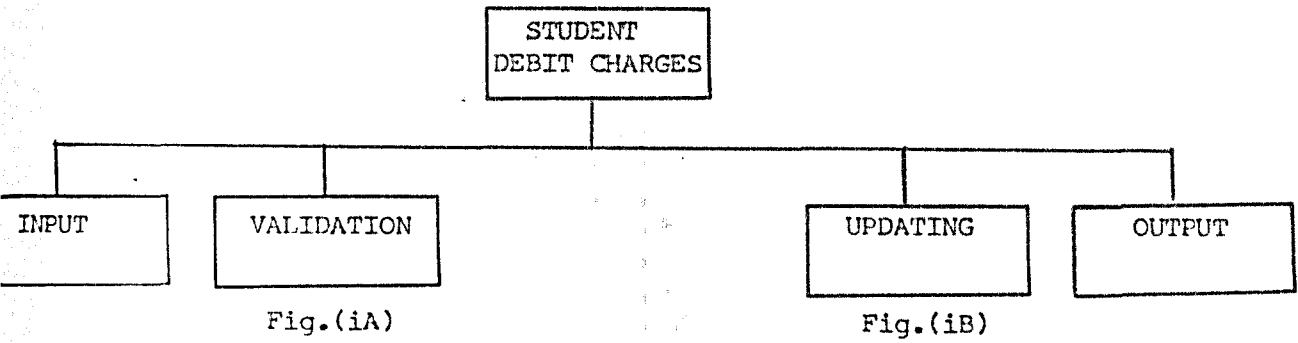 STUDENT
DEBIT CHARGES
INPUT
VALIDATION
UPDATING
OUTPUT
Fig.(iA)
Fig.(iB)